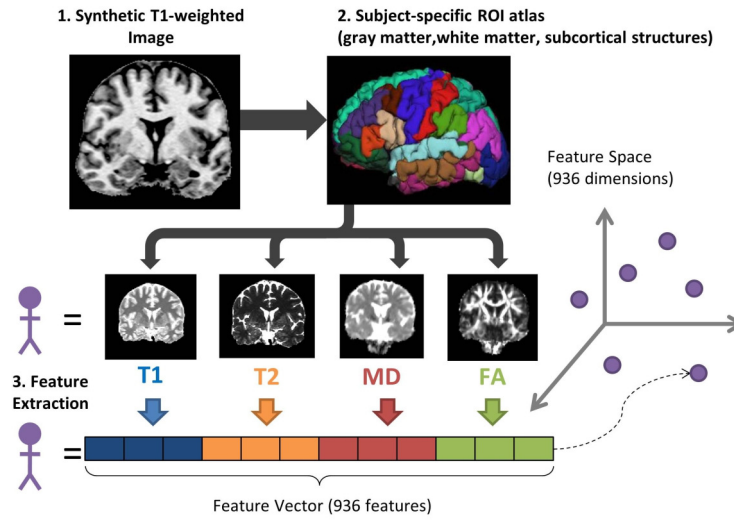 1. Synthetic T1-weighted
Image
2. Subject-specific ROI atlas
(gray matter,white matter, subcortical structures)
Feature Space
(936 dimensions)
=
T1
T2
MD
FA
3. Feature
Extraction
=
Feature Vector (936 features)